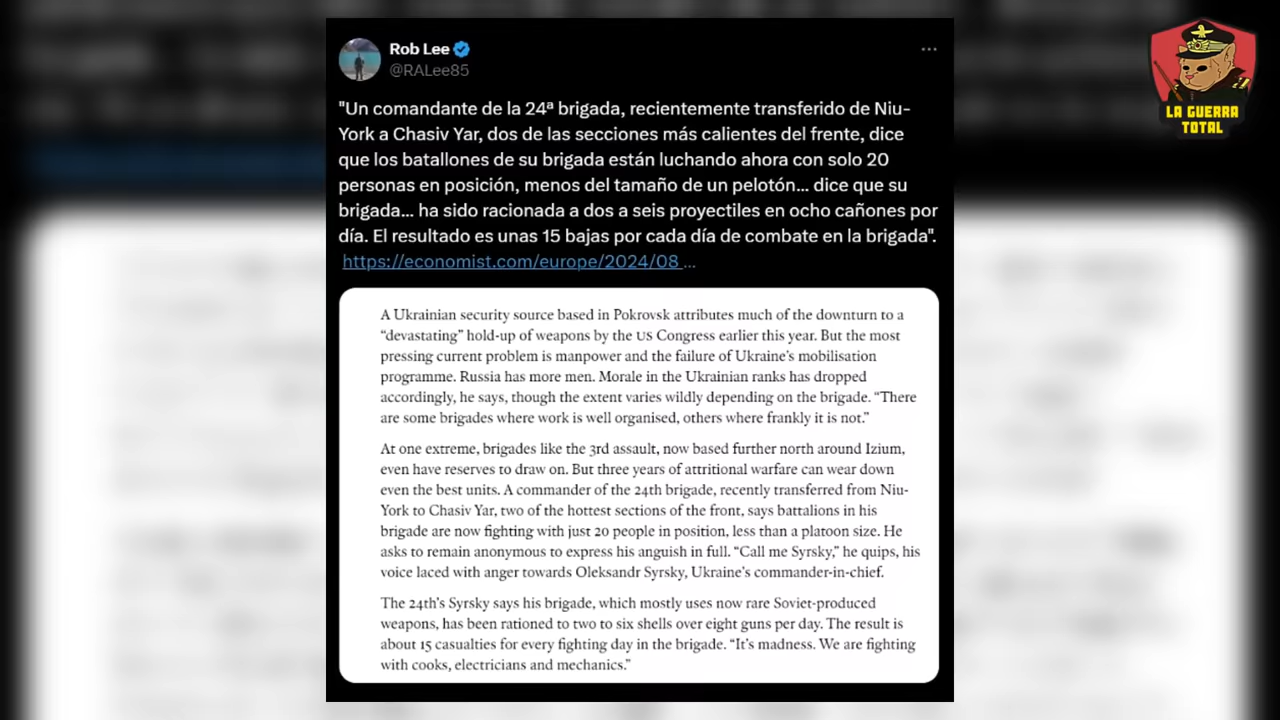 Rob Lee
@RALee85
"Un comandante de la 24ª brigada, recientemente transferido de Niu-
York a Chasiv Yar, dos de las secciones más calientes del frente, dice
que los batallones de su brigada están luchando ahora con solo 20
personas en posición, menos del tamaño de un pelotón... dice que su
brigada... ha sido racionada a dos a seis proyectiles en ocho cañones por
día. El resultado es unas 15 bajas por cada día de combate en la brigada".
https://economist.com/europe/2024/08 ...
A Ukrainian security source based in Pokrovsk attributes much of the downturn to a
“devastating” hold-up of weapons by the US Congress earlier this year. But the most
pressing current problem is manpower and the failure of Ukraine’s mobilisation
programme. Russia has more men. Morale in the Ukrainian ranks has dropped
accordingly, he says, though the extent varies wildly depending on the brigade. “There
are some brigades where work is well organised, others where frankly it is not.”
At one extreme, brigades like the 3rd assault, now based further north around Izium,
even have reserves to draw on. But three years of attritional warfare can wear down
even the best units. A commander of the 24th brigade, recently transferred from Niu-
York to Chasiv Yar, two of the hottest sections of the front, says battalions in his
brigade are now fighting with just 20 people in position, less than a platoon size. He
asks to remain anonymous to express his anguish in full. “Call me Syrsky,” he quips, his
voice laced with anger towards Oleksandr Syrsky, Ukraine’s commander-in-chief.
The 24th’s Syrsky says his brigade, which mostly uses now rare Soviet-produced
weapons, has been rationed to two to six shells over eight guns per day. The result is
about 15 casualties for every fighting day in the brigade. “It’s madness. We are fighting
with cooks, electricians and mechanics.”
LA GUERRA
TOTAL